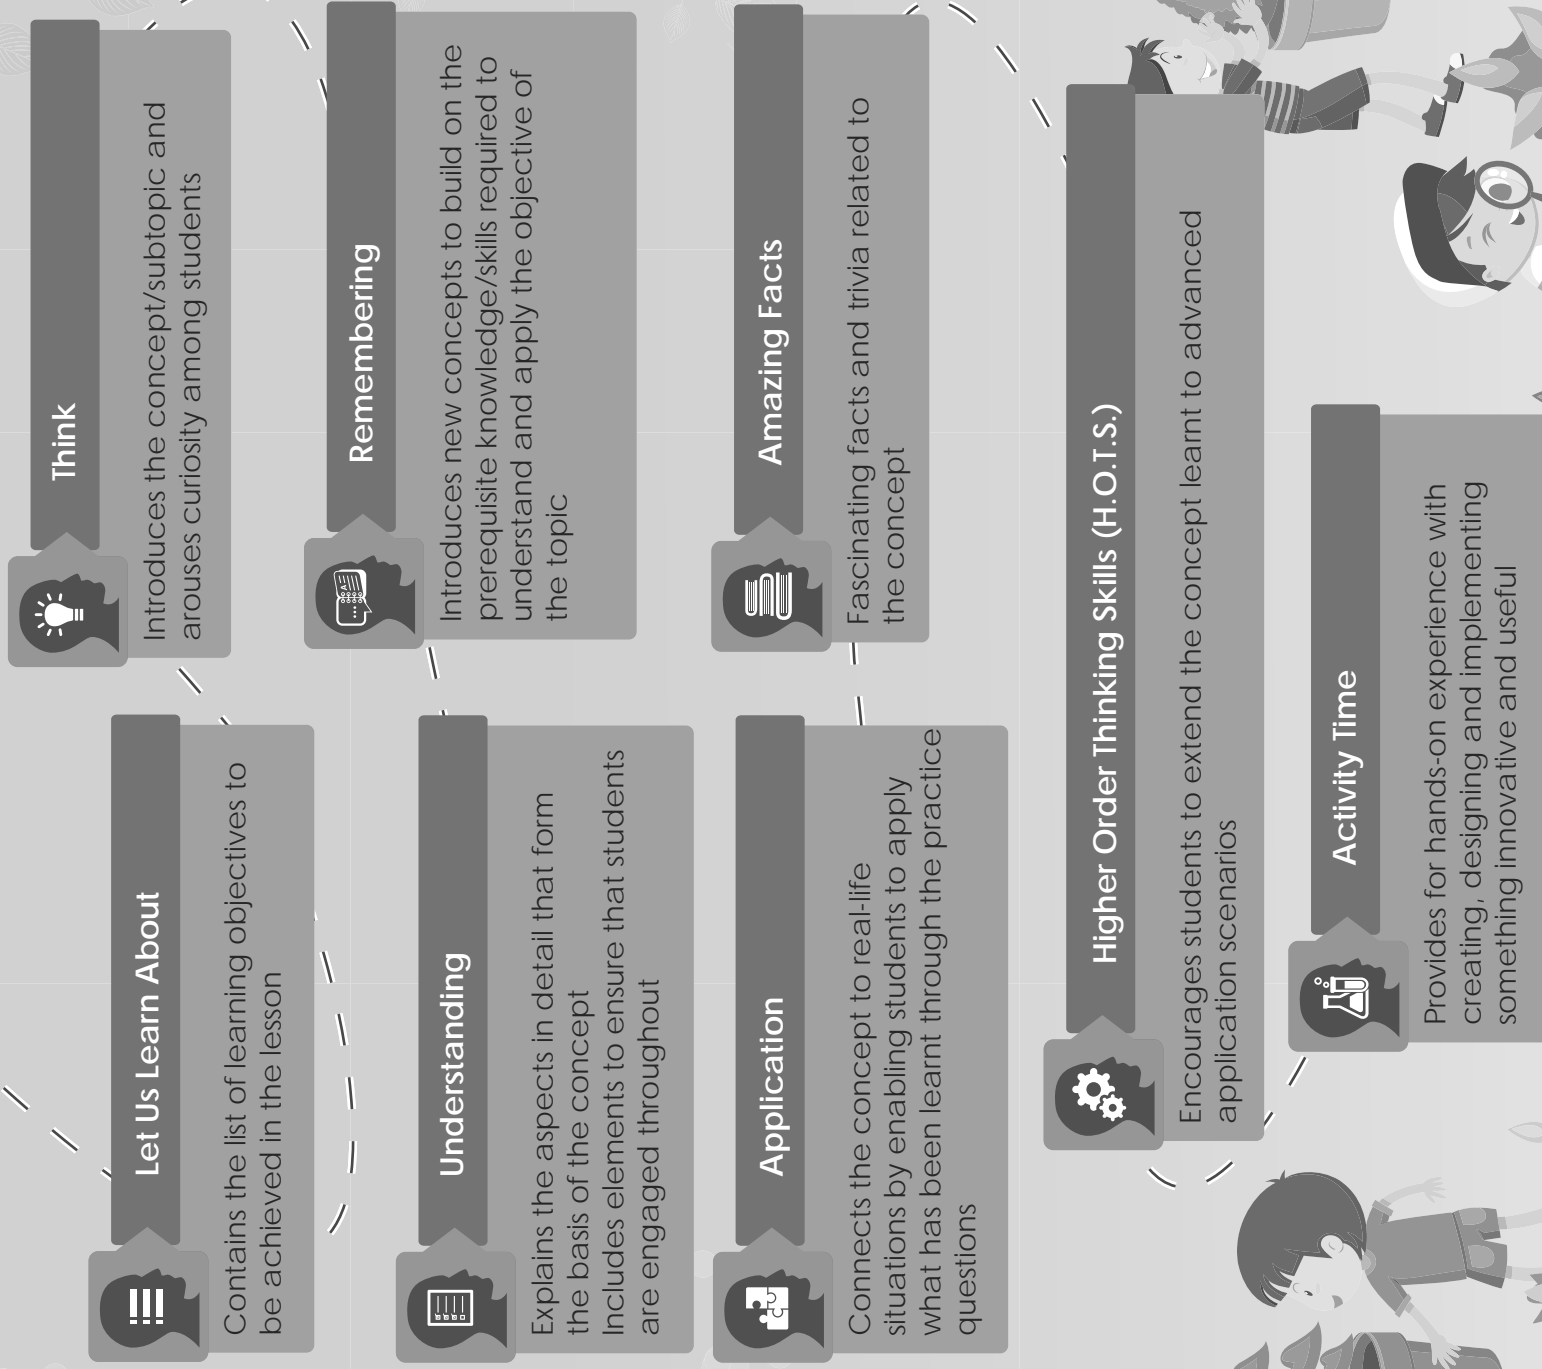 Let Us Learn About
Contains the list of learning objectives to
be achieved in the lesson
Think
Introduces the concept/subtopic and
arouses curiosity among students
Understanding
Explains the aspects in detail that form
the basis of the concept
Includes elements to ensure that students
are engaged throughout
Remembering
Introduces new concepts to build on the
prerequisite knowledge/skills required to
understand and apply the objective of
the topic
Application
Connects the concept to real-life
situations by enabling students to apply
what has been learnt through the practice
questions
Amazing Facts
Fascinating facts and trivia related to
the concept
Higher Order Thinking Skills (H.O.T.S.)
Encourages students to extend the concept learnt to advanced
application scenarios
Activity Time
Provides for hands-on experience with
creating, designing and implementing
something innovative and useful